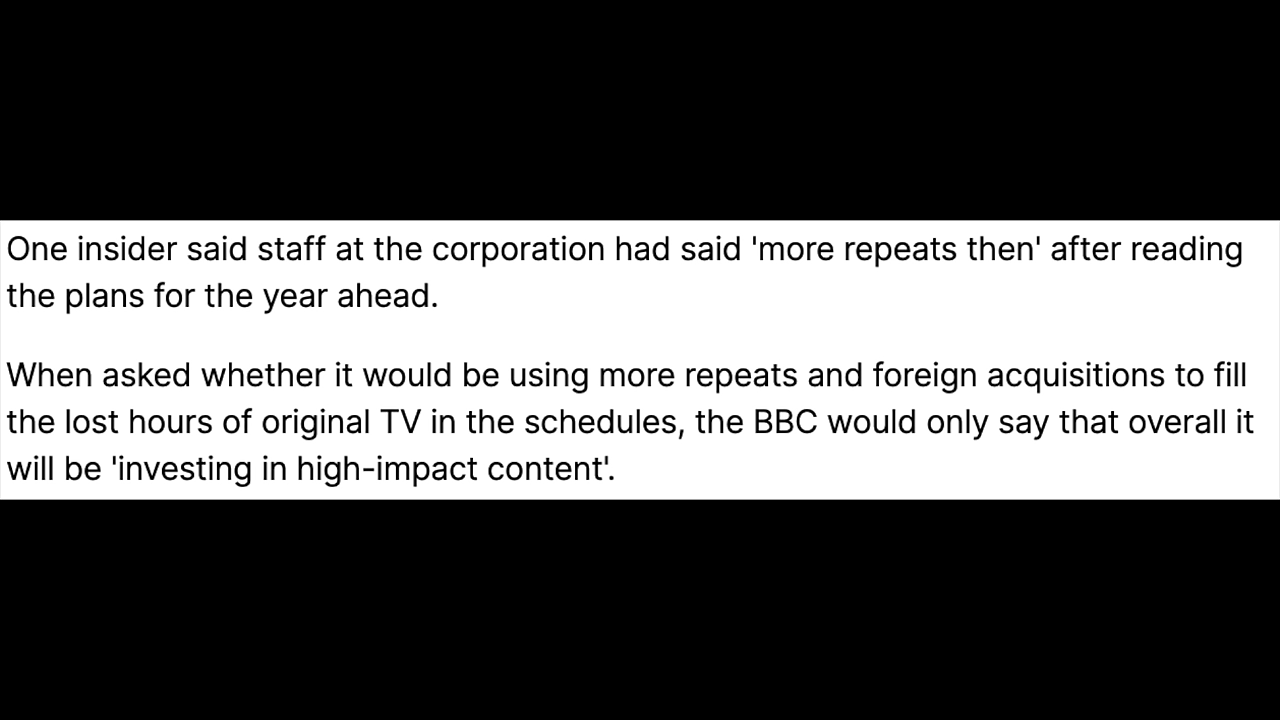 One insider said staff at the corporation had said 'more repeats then' after reading
the plans for the year ahead.
When asked whether it would be using more repeats and foreign acquisitions to fill
the lost hours of original TV in the schedules, the BBC would only say that overall it
will be 'investing in high-impact content'.